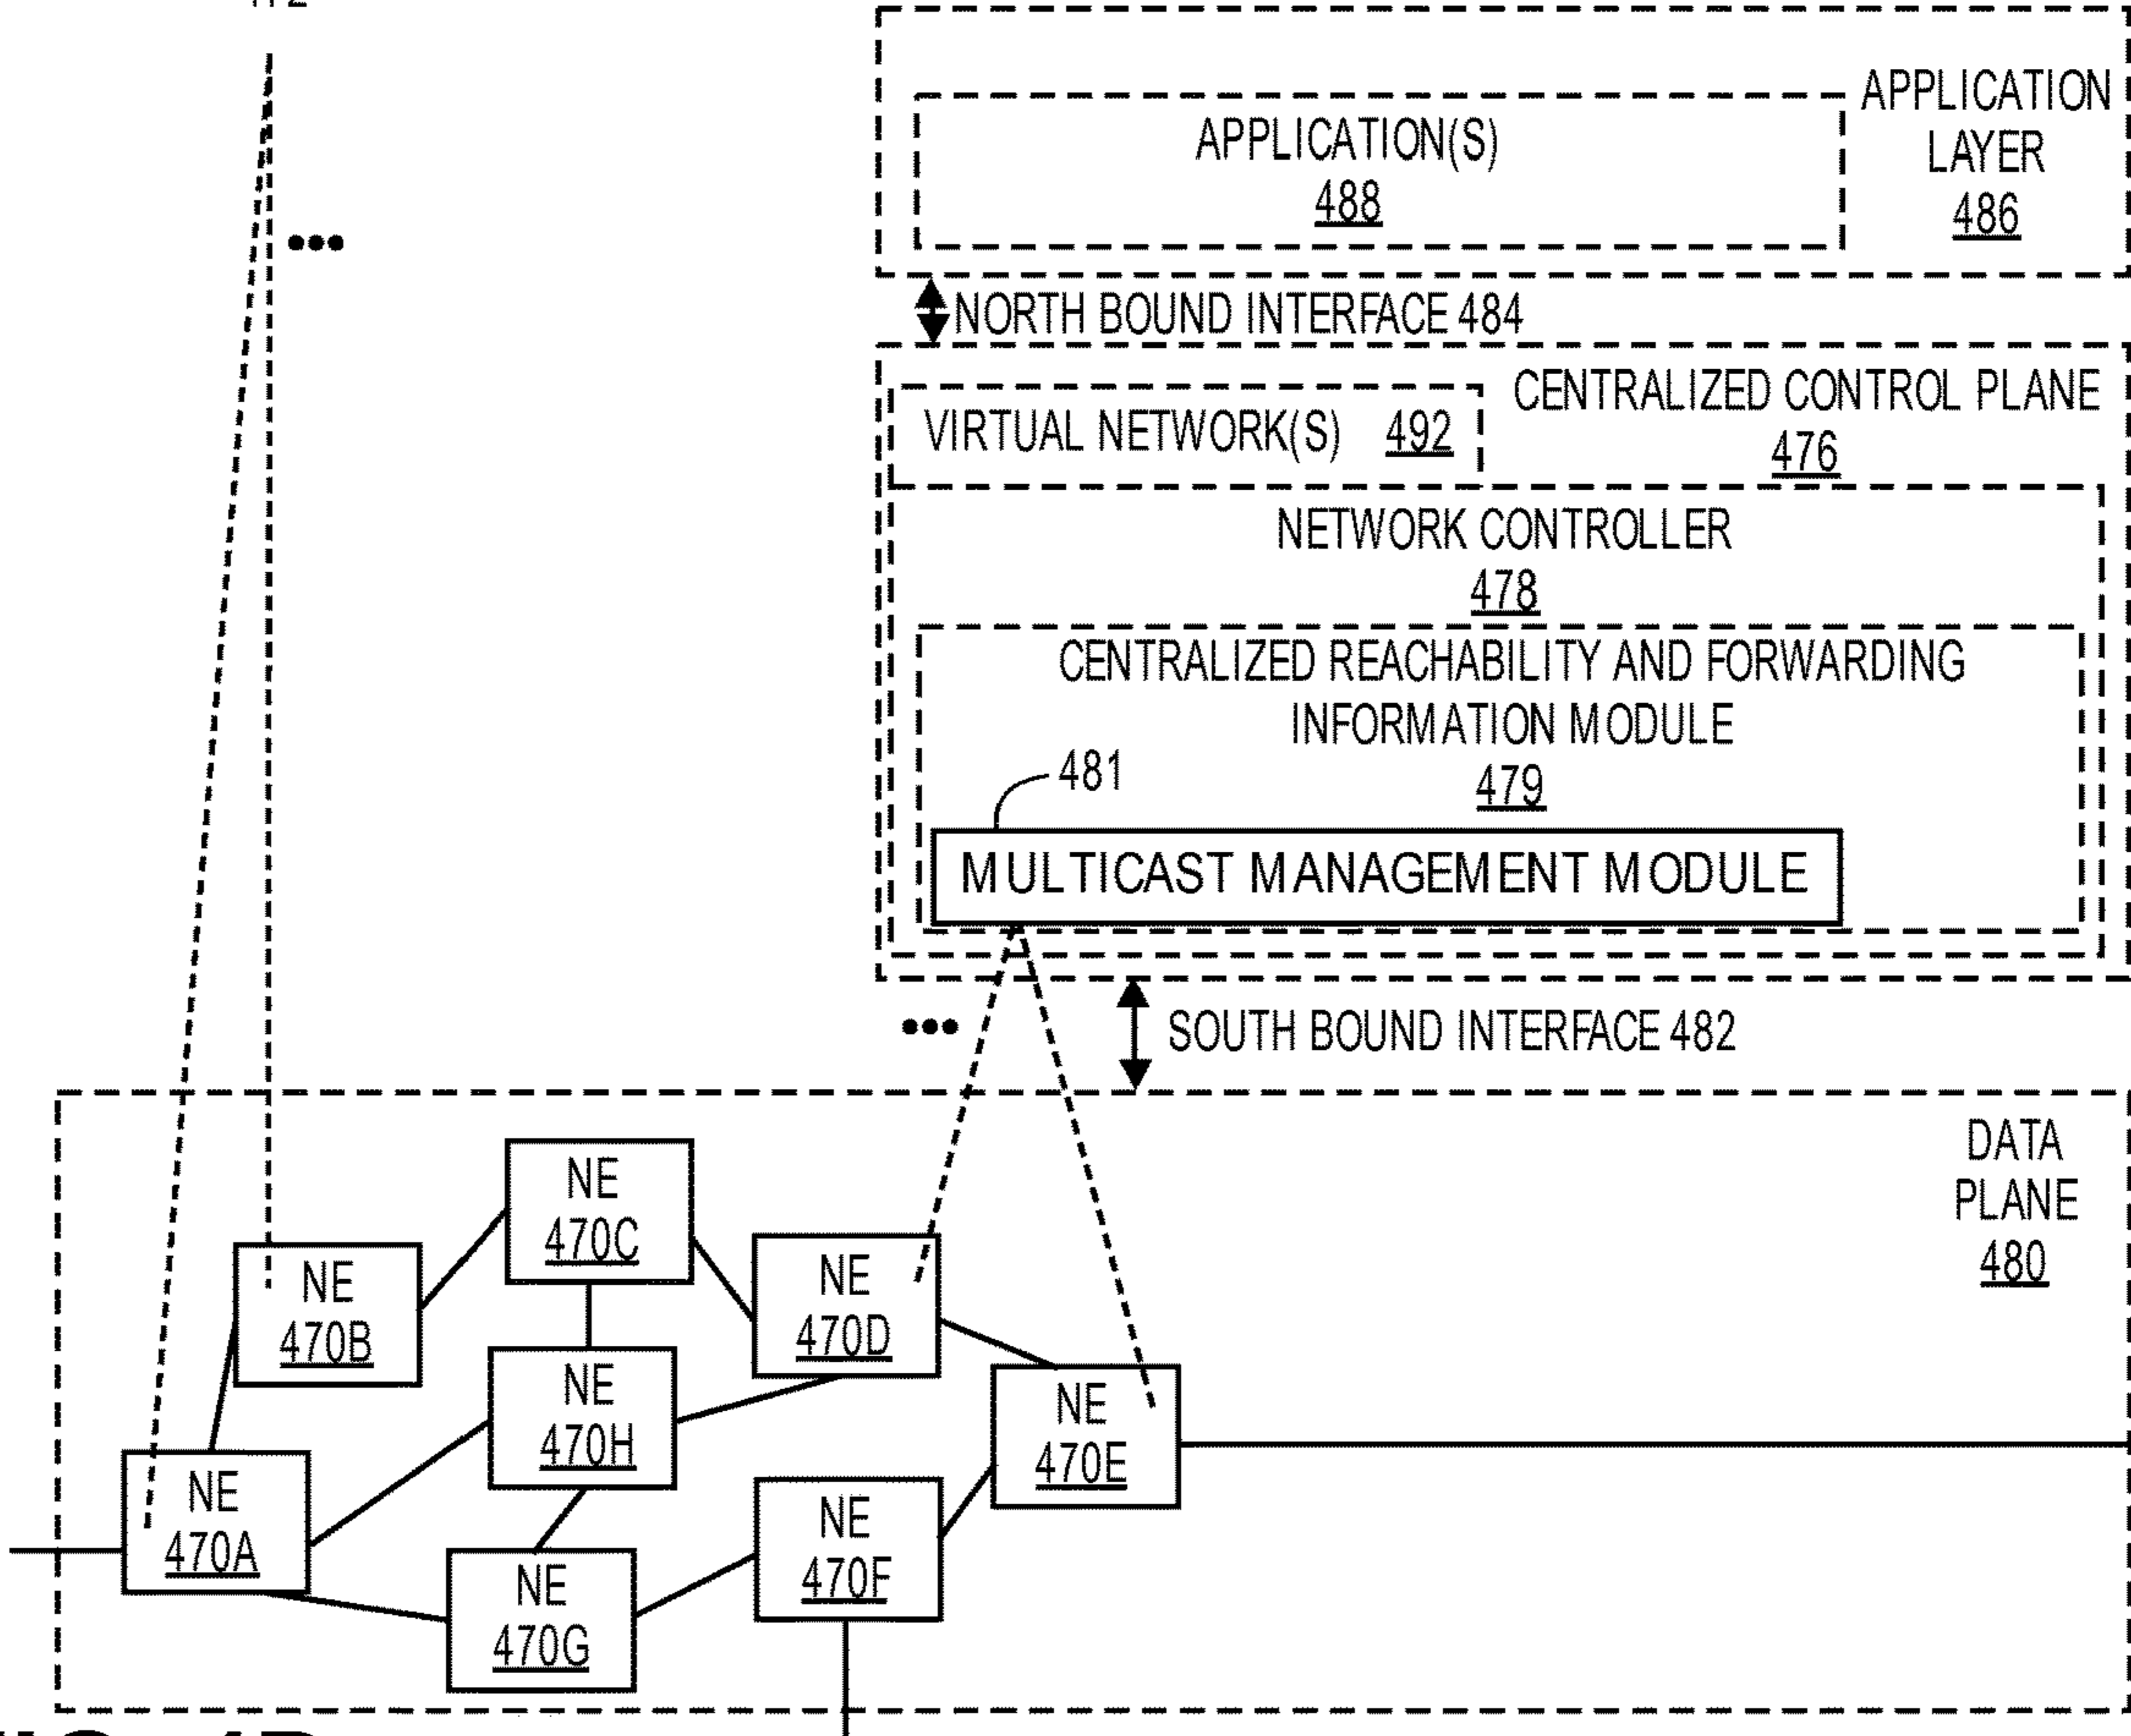 APPLICATION(S)
488
APPLICATION
LAYER
486
NORTH BOUND INTERFACE 484
VIRTUAL NETWORK(S) 492
CENTRALIZED CONTROL PLANE
476
NETWORK CONTROLLER
478
CENTRALIZED REACHABILITY AND FORWARDING
INFORMATION MODULE
479
481
MULTICAST MANAGEMENT MODULE
SOUTH BOUND INTERFACE 482
DATA
PLANE
480
NE
470C
NE
470B
NE
470D
NE
470H
NE
470E
NE
470A
NE
470F
NE
470G